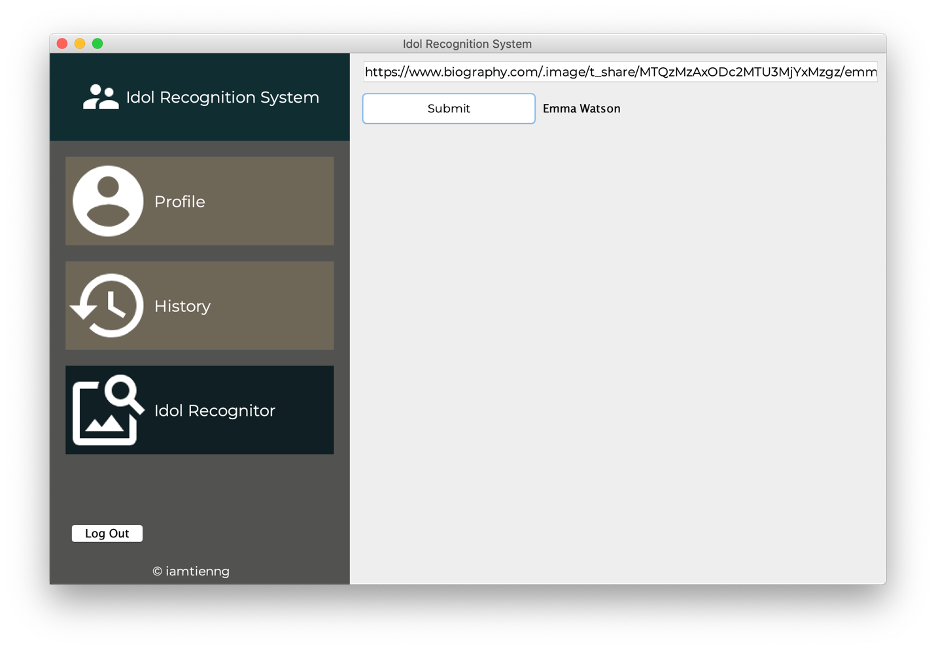 Idol Recognition System
Idol Recognition System
https://www.biography.com/.image/t_share/MTQzMzAxODc2MTU3MjYxMzgz/emm
Submit
Emma Watson
Profile
History
Idol Recognitor
Log Out
© iamtienng